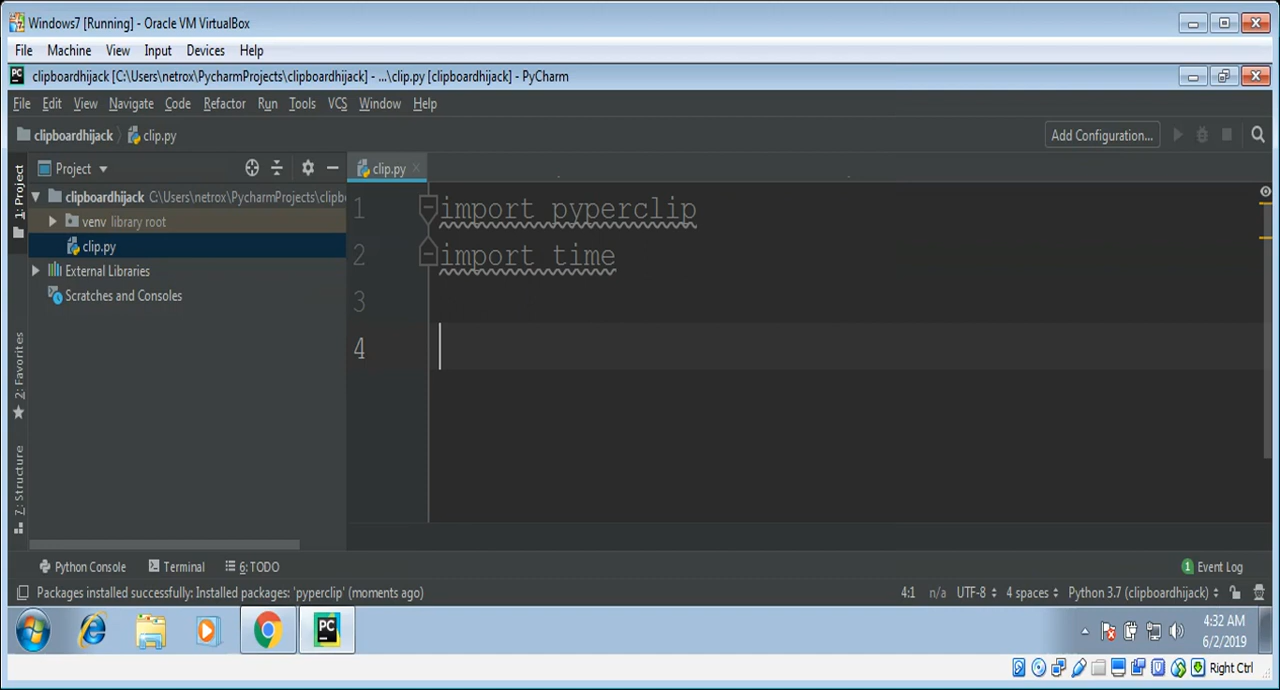 Windows7 [Running] - Oracle VM VirtualBox
File Machine View Input Devices Help
PC clipboardhijack [C:\Users\netrox\PycharmProjects\clipboardhijack] - ...\clip.py [clipboardhijack] - PyCharm
File Edit View Navigate Code Refactor Run Tools VCS Window Help
clipboardhijack clip.py Add Configuration...
1: Project
Project clip.py
clipboardhijack C:\Users\netrox\PycharmProjects\clipb
venv library root
clip.py
External Libraries
Scratches and Consoles
1 import pyperclip
2 import time
3
4
2: Favorites
7: Structure
Python Console Terminal 6: TODO 1 Event Log
Packages installed successfully: Installed packages: 'pyperclip' (moments ago) 4:1 n/a UTF-8 4 spaces Python 3.7 (clipboardhijack)
PC
4:32 AM
6/2/2019
Right Ctrl